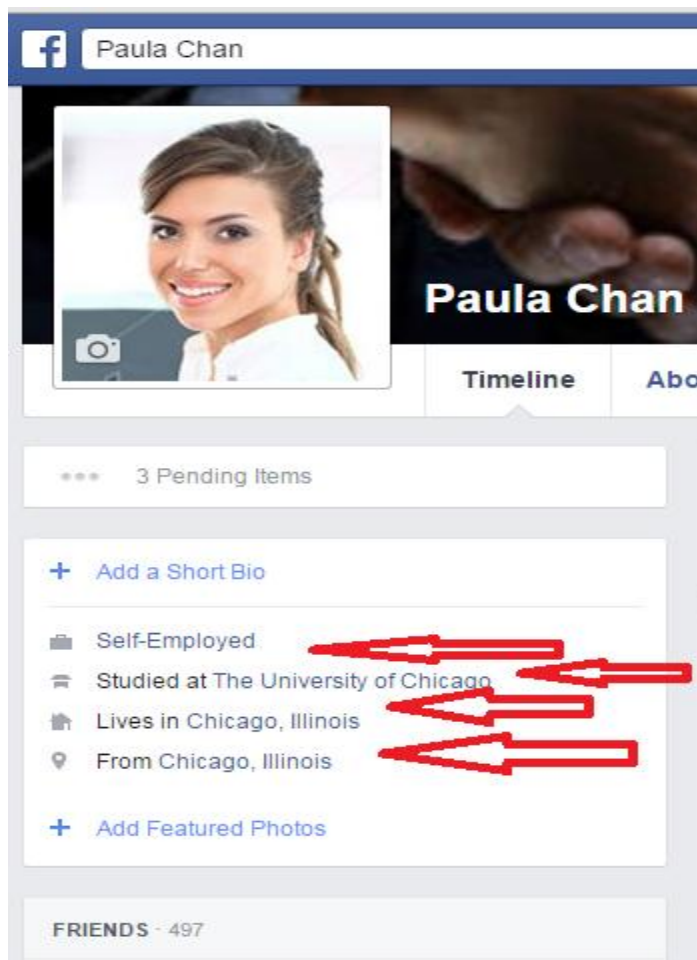 f Paula Chan
Paula Chan
Timeline
Abo
3 Pending Items
+ Add a Short Bio
Self-Employed
Studied at The University of Chicago
Lives in Chicago, Illinois
From Chicago, Illinois
+ Add Featured Photos
FRIENDS · 497